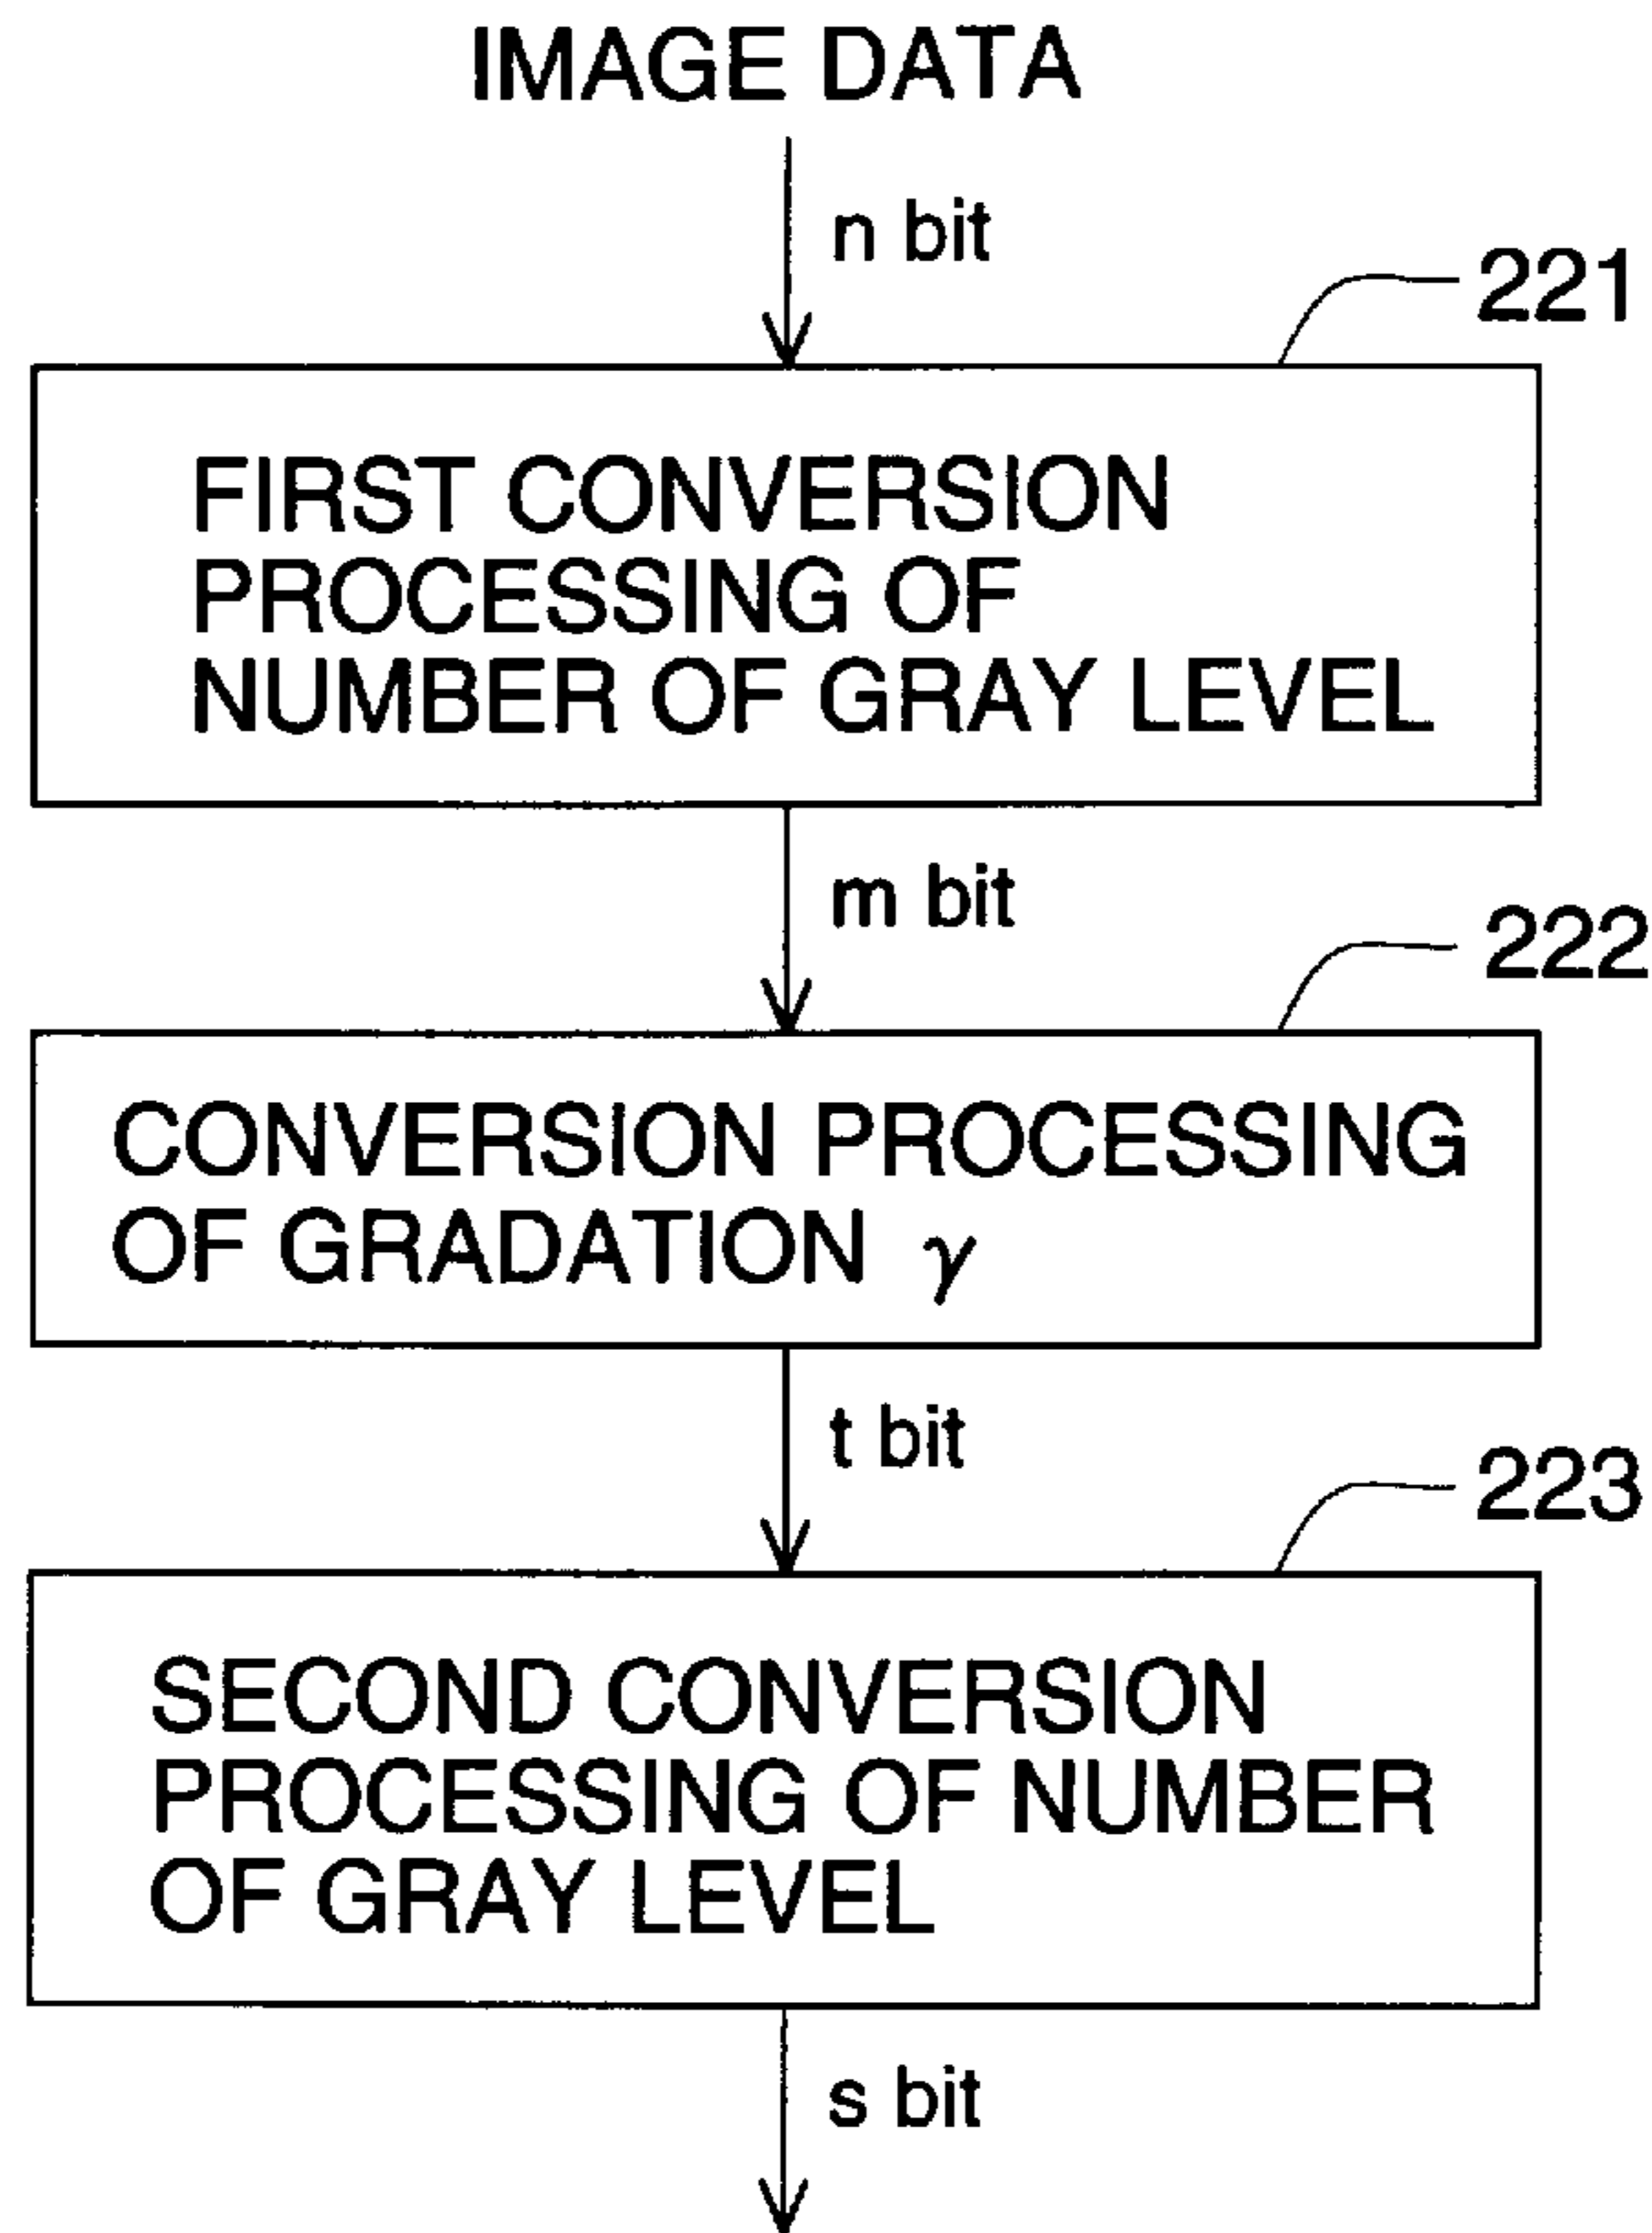 IMAGE DATA
n bit
221
FIRST CONVERSION
PROCESSING OF
NUMBER OF GRAY LEVEL
m bit
222
CONVERSION PROCESSING
OF GRADATION γ
t bit
223
SECOND CONVERSION
PROCESSING OF NUMBER
OF GRAY LEVEL
s bit